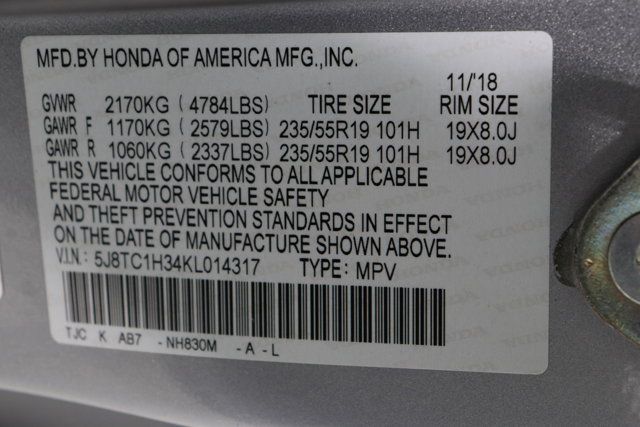 MFD.BY HONDA OF AMERICA MFG.,INC.
11/'18
GVWR 2170KG (4784LBS) TIRE SIZE RIM SIZE
GAWR F 1170KG (2579LBS) 235/55R19 101H 19X8.0J
GAWR R 1060KG (2337LBS) 235/55R19 101H 19X8.0J
THIS VEHICLE CONFORMS TO ALL APPLICABLE
FEDERAL MOTOR VEHICLE SAFETY
AND THEFT PREVENTION STANDARDS IN EFFECT
ON THE DATE OF MANUFACTURE SHOWN ABOVE.
V.I.N: 5J8TC1H34KL014317 TYPE: MPV
TJC K AB7 -NH830M -A-L